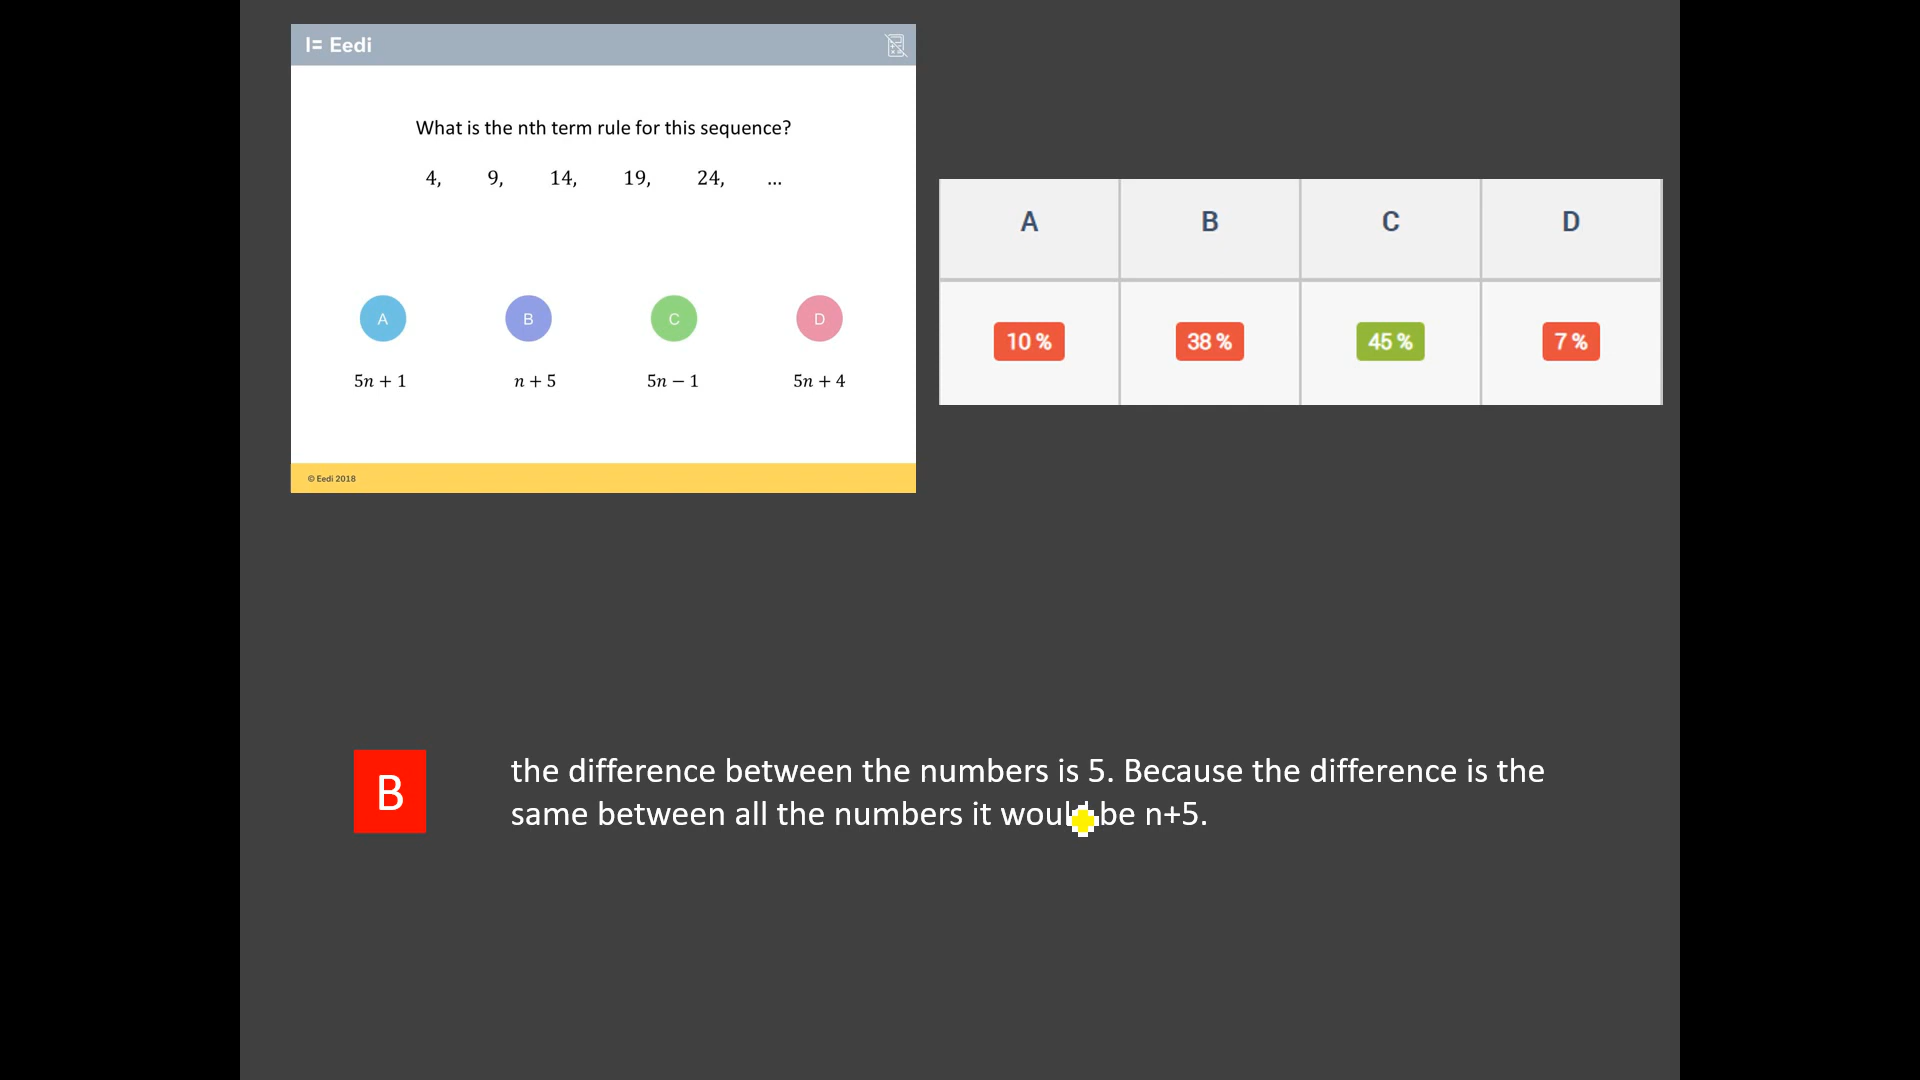 I= Eedi
What is the nth term rule for this sequence?
4, 9, 14, 19, 24, ...
A B C D
5n + 1 n + 5 5n − 1 5n + 4
© Eedi 2018
A B C D
10 % 38 % 45 % 7 %
B
the difference between the numbers is 5. Because the difference is the
same between all the numbers it would be n+5.